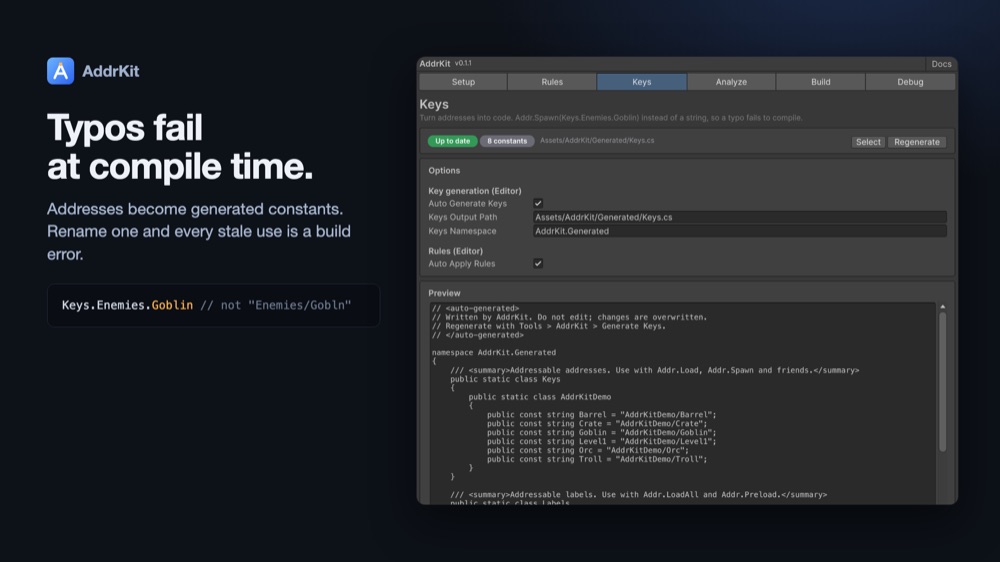 AddrKit
Typos fail
at compile time.
Addresses become generated constants.
Rename one and every stale use is a build
error.
Keys.Enemies.Goblin // not "Enemies/Gobln"
AddrKit v0.1.1 Docs
Setup Rules Keys Analyze Build Debug
Keys
Turn addresses into code. Addr.Spawn(Keys.Enemies.Goblin) instead of a string, so a typo fails to compile.
Up to date 8 constants Assets/AddrKit/Generated/Keys.cs Select Regenerate
Options
Key generation (Editor)
Auto Generate Keys
Keys Output Path Assets/AddrKit/Generated/Keys.cs
Keys Namespace AddrKit.Generated
Rules (Editor)
Auto Apply Rules
Preview
// <auto-generated>
// Written by AddrKit. Do not edit; changes are overwritten.
// Regenerate with Tools > AddrKit > Generate Keys.
// </auto-generated>
namespace AddrKit.Generated
{
/// <summary>Addressable addresses. Use with Addr.Load, Addr.Spawn and friends.</summary>
public static class Keys
{
public static class AddrKitDemo
{
public const string Barrel = "AddrKitDemo/Barrel";
public const string Crate = "AddrKitDemo/Crate";
public const string Goblin = "AddrKitDemo/Goblin";
public const string Level1 = "AddrKitDemo/Level1";
public const string Orc = "AddrKitDemo/Orc";
public const string Troll = "AddrKitDemo/Troll";
}
}
/// <summary>Addressable labels. Use with Addr.LoadAll and Addr.Preload.</summary>
public static class Labels